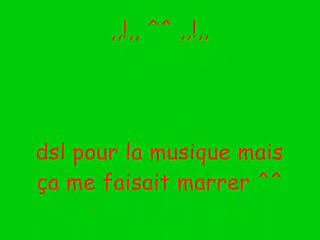 ,,!,, ^^ ,,!,,
dsl pour la musique mais
ça me faisait marrer ^^